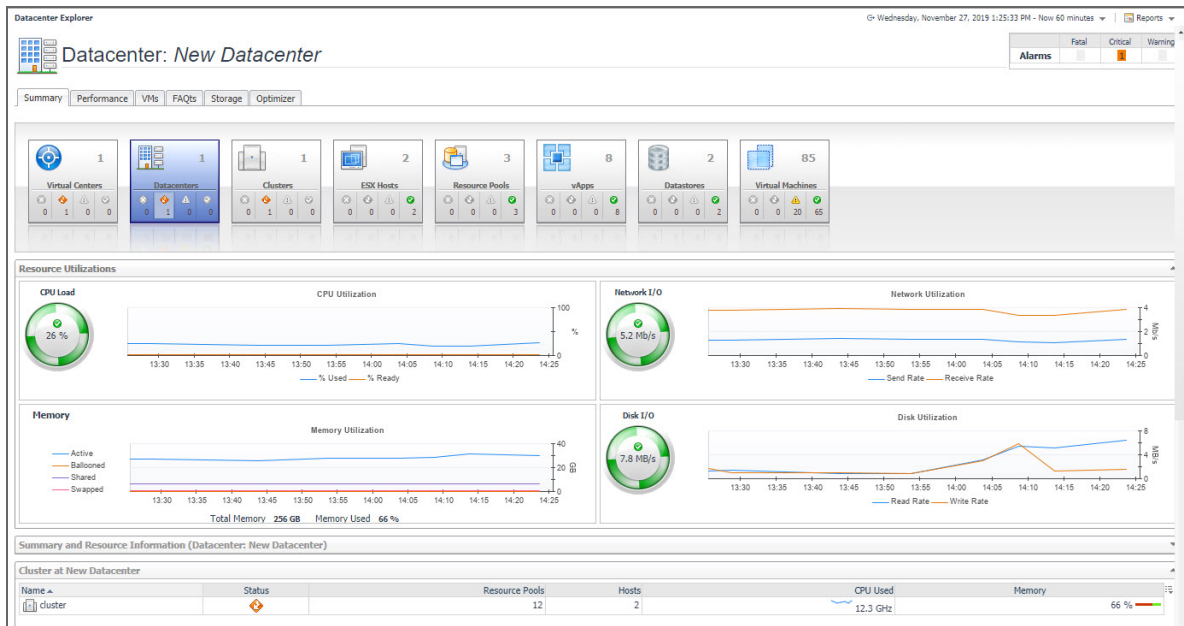 Datacenter Explorer
Wednesday, November 27, 2019 1:25:33 PM - Now 60 minutes
Reports
Datacenter: New Datacenter
Fatal Critical Warning
Alarms 1
Summary Performance VMs FAQts Storage Optimizer
1 1 1 2 3 8 2 85
Virtual Centers Datacenters Clusters ESX Hosts Resource Pools vApps Datastores Virtual Machines
0 1 0 0 0 1 0 0 0 1 0 0 0 0 0 2 0 0 0 3 0 0 0 8 0 0 0 2 0 0 20 65
Resource Utilizations
CPU Load
26 %
CPU Utilization
100
%
0
13:30 13:35 13:40 13:45 13:50 13:55 14:00 14:05 14:10 14:15 14:20 14:25
% Used % Ready
Network I/O
5.2 Mb/s
Network Utilization
4
2
0
Mb/s
13:30 13:35 13:40 13:45 13:50 13:55 14:00 14:05 14:10 14:15 14:20 14:25
Send Rate Receive Rate
Memory
Memory Utilization
Active
Ballooned
Shared
Swapped
40
20
0
GB
13:30 13:35 13:40 13:45 13:50 13:55 14:00 14:05 14:10 14:15 14:20 14:25
Total Memory 256 GB Memory Used 66 %
Disk I/O
7.8 MB/s
Disk Utilization
8
4
0
MB/s
13:30 13:35 13:40 13:45 13:50 13:55 14:00 14:05 14:10 14:15 14:20 14:25
Read Rate Write Rate
Summary and Resource Information (Datacenter: New Datacenter)
Cluster at New Datacenter
Name Status Resource Pools Hosts CPU Used Memory
cluster 12 2 12.3 GHz 66 %